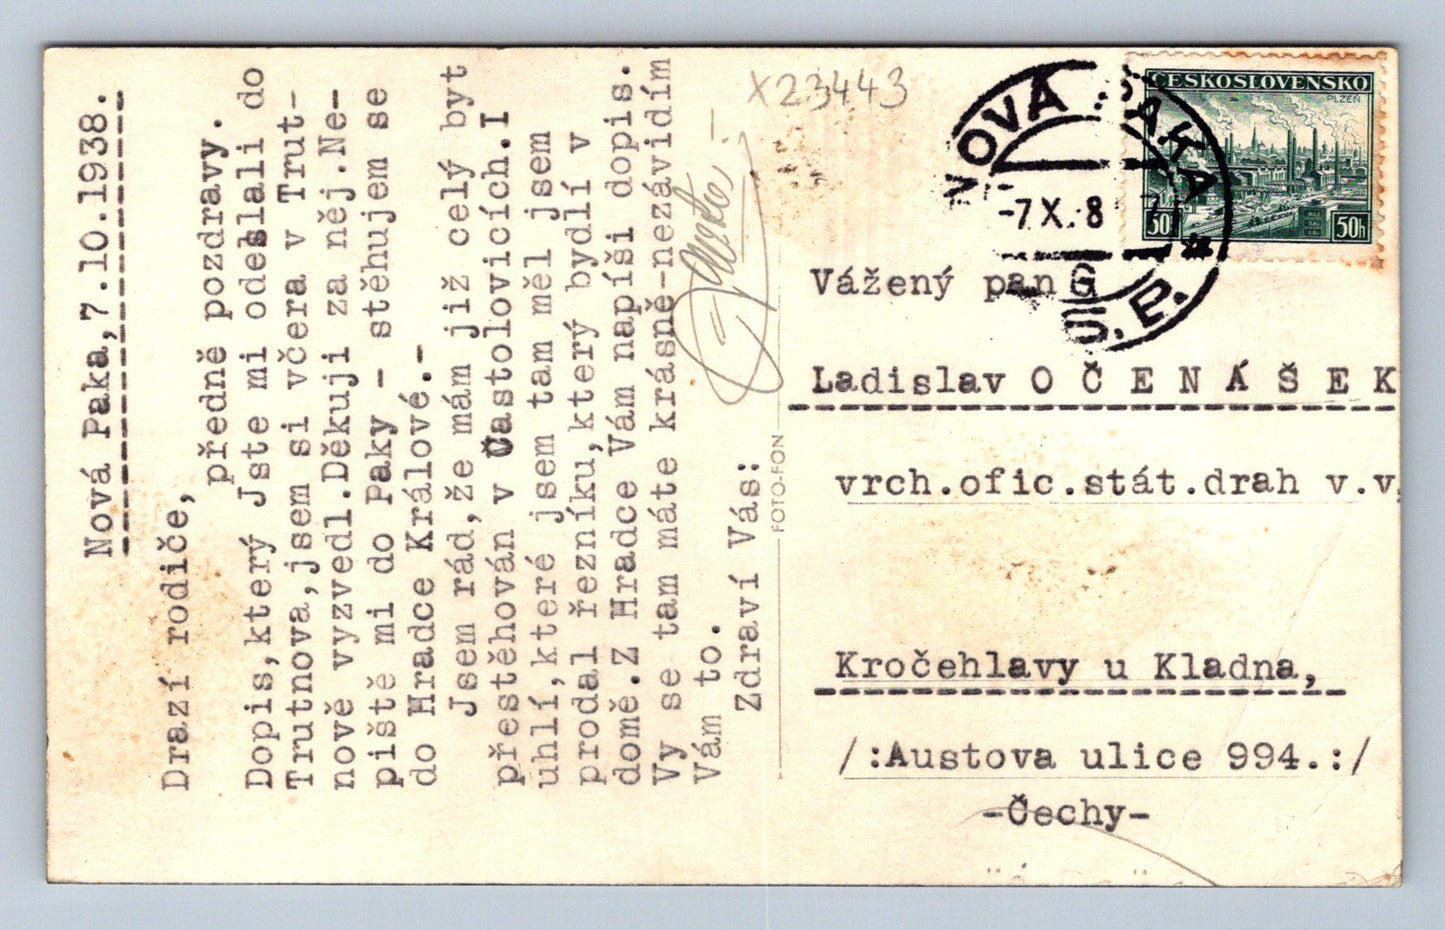 Nová Paka,7.10.1938.
Drazí rodiče,
předně pozdravy.
Dopis,který Jste mi odeslali do
Trutnova,jsem si včera v Trut-
nově vyzvedl.Děkuji za něj.Ne-
piště mi do Paky - stěhujem se
do Hradce Králové.-
Jsem rád,že mám již celý byt
přestěhován v Častolovicích.I
uhlí,které jsem tam měl jsem
prodal řezníku,který bydlí v
domě.Z Hradce Vám napíši dopis.
Vy se tam máte krásně-nezávidím
Vám to.
Zdraví Vás:
FOTO-FON
X23443
NOVÁ PAKA
-7.X.38
ČESKOSLOVENSKO
PLZEŇ
50
50h
Vážený pan
Ladislav O Č E N Á Š E K
vrch.ofic.stát.drah v.v.
Kročehlavy u Kladna,
/:Austova ulice 994.:/
-Čechy-